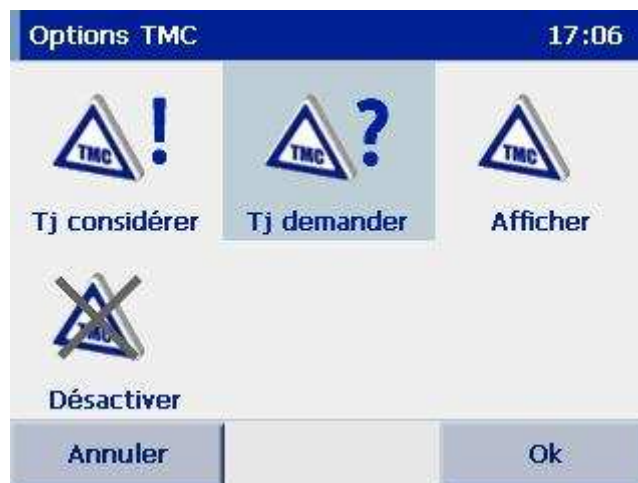 Options TMC 17:06
TMC ! TMC ? TMC
Tj considérer Tj demander Afficher
TMC
Désactiver
Annuler Ok